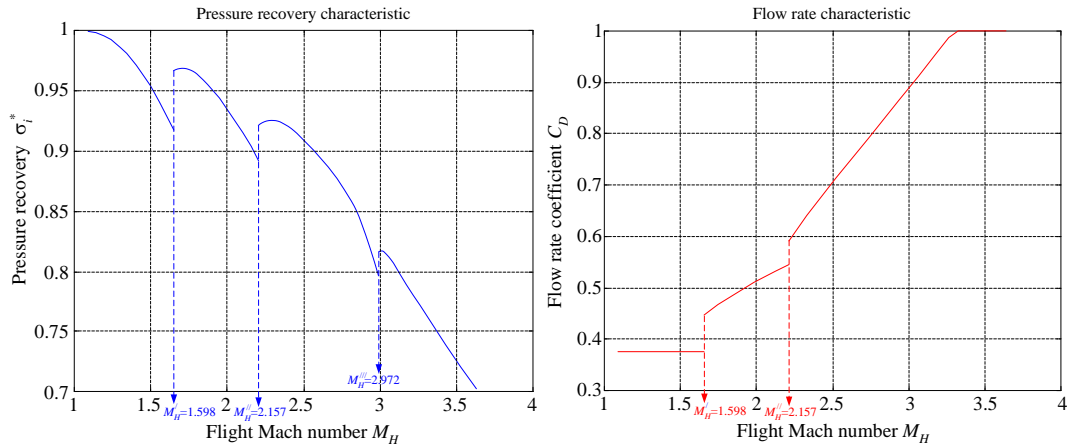 Pressure recovery characteristic
1
0.95
0.9
0.85
0.8
0.75
0.7
Pressure recovery σi*
1 1.5 2 2.5 3 3.5 4
M/H=1.598
M//H=2.157
M///H=2.972
Flight Mach number MH
Flow rate characteristic
1
0.9
0.8
0.7
0.6
0.5
0.4
0.3
Flow rate coefficient CD
1 1.5 2 2.5 3 3.5 4
M/H=1.598
M//H=2.157
Flight Mach number MH